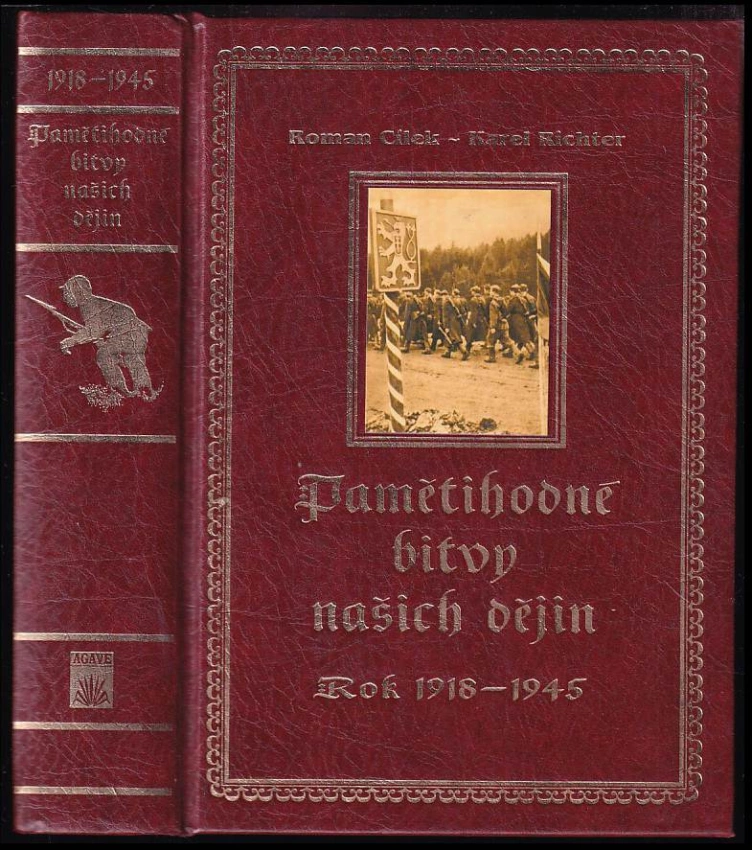 1918–1945
Pamětihodné
bitvy
našich
dějin
AGAVE
Roman Cílek ~ Karel Richter
Pamětihodné
bitvy
našich dějin
Rok 1918–1945